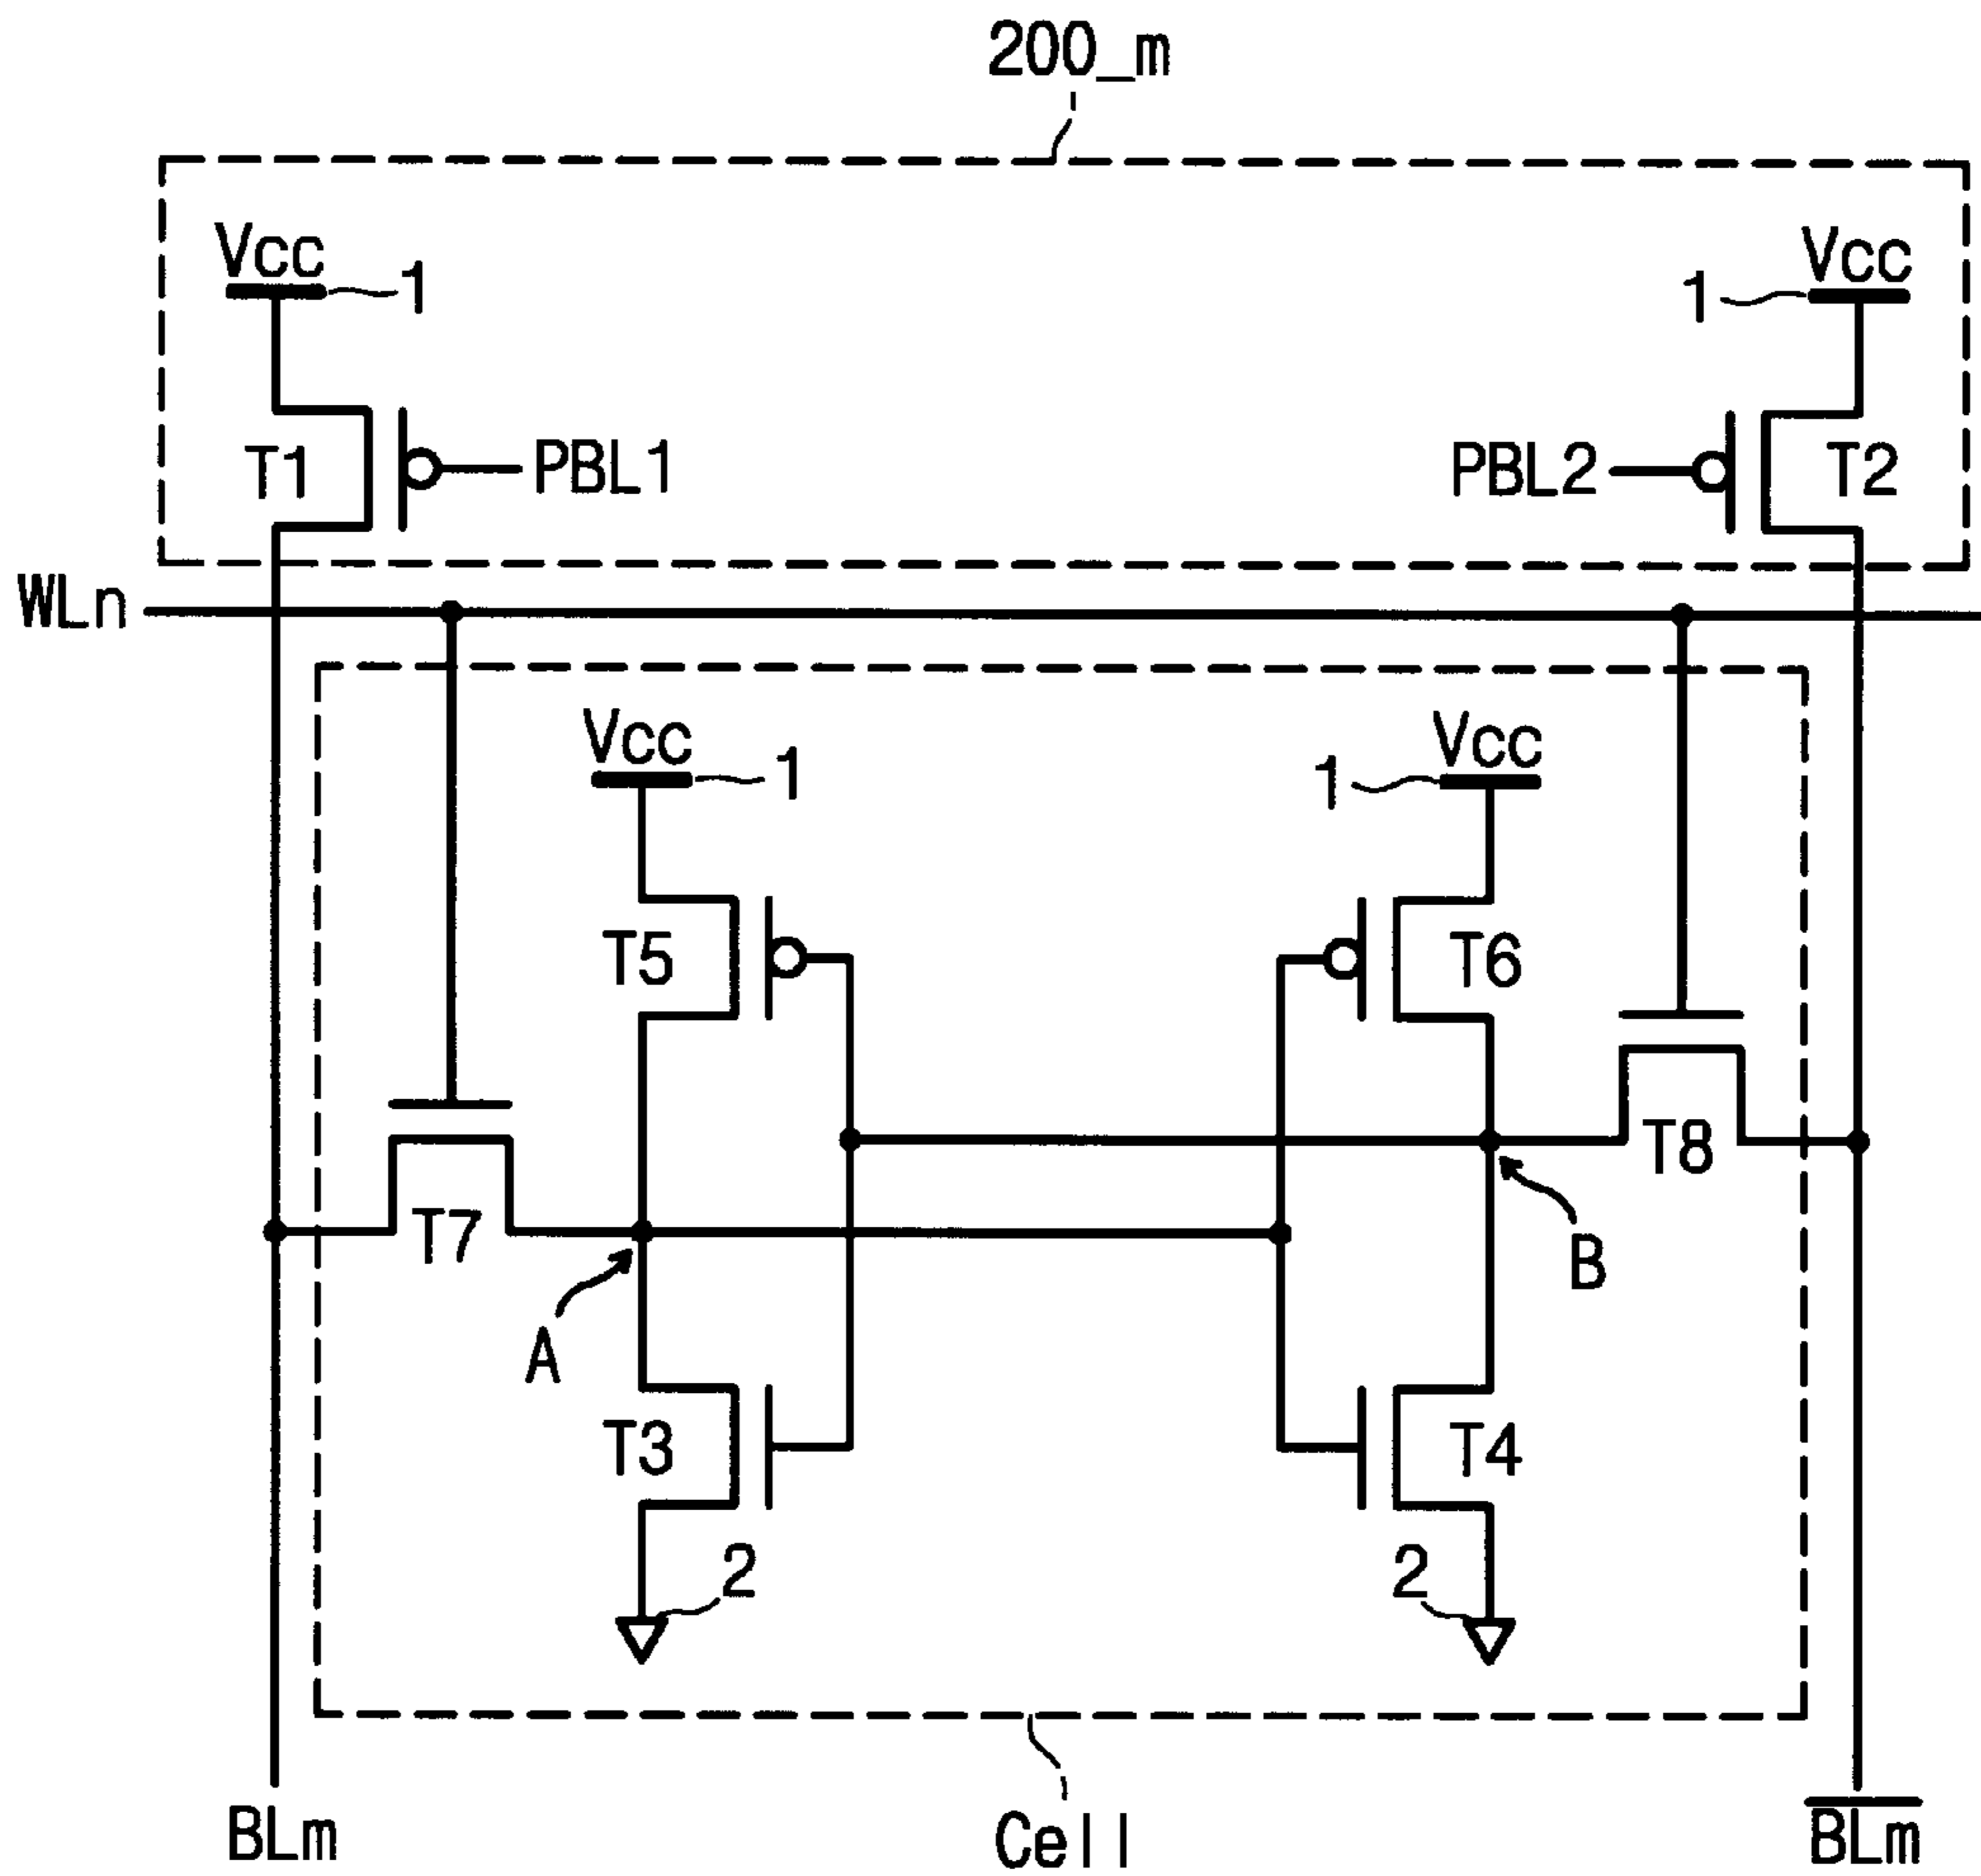 200_m
Vcc
1
1
Vcc
T1
PBL1
PBL2
T2
WLn
Vcc
1
1
Vcc
T5
T6
T7
T8
A
B
T3
T4
2
2
BLm
Cell
B̅L̅m̅